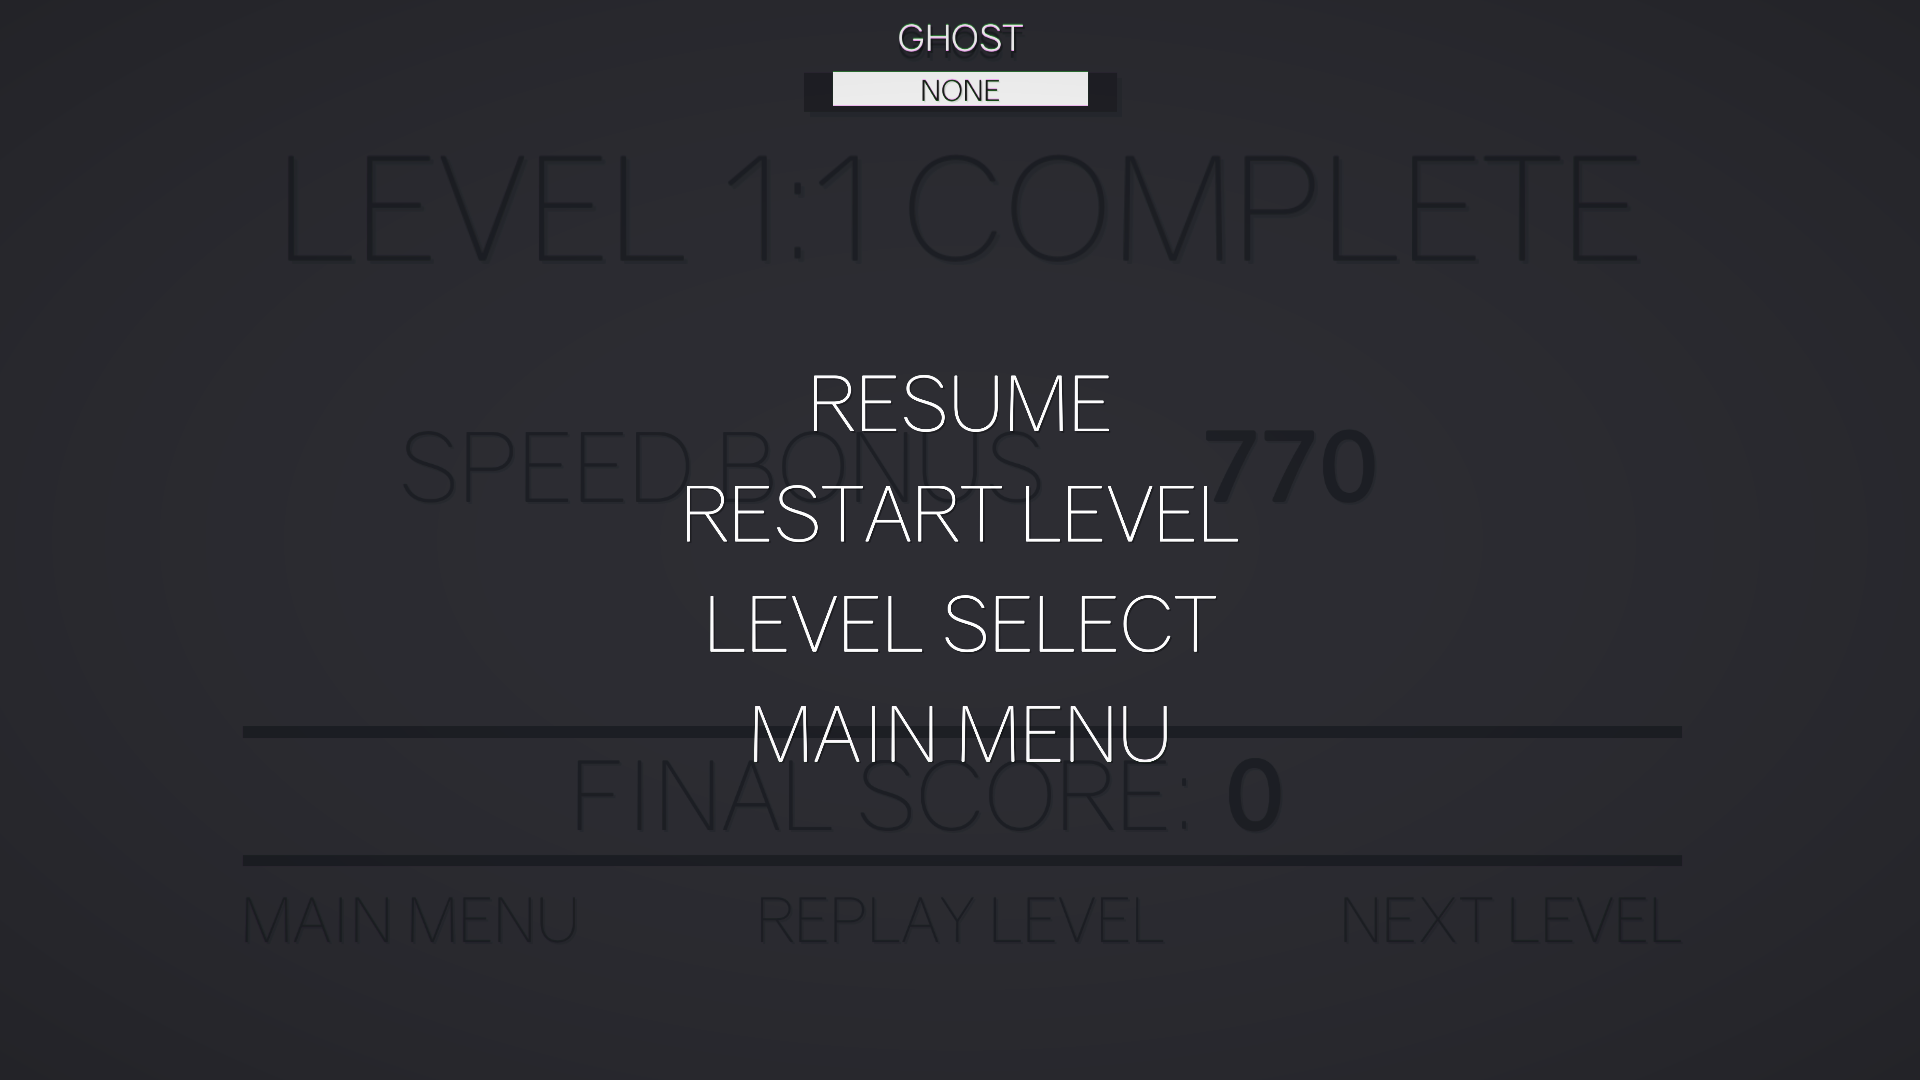 GHOST
NONE
LEVEL 1:1 COMPLETE
RESUME
SPEED BONUS 770
RESTART LEVEL
LEVEL SELECT
MAIN MENU
FINAL SCORE: 0
MAIN MENU REPLAY LEVEL NEXT LEVEL